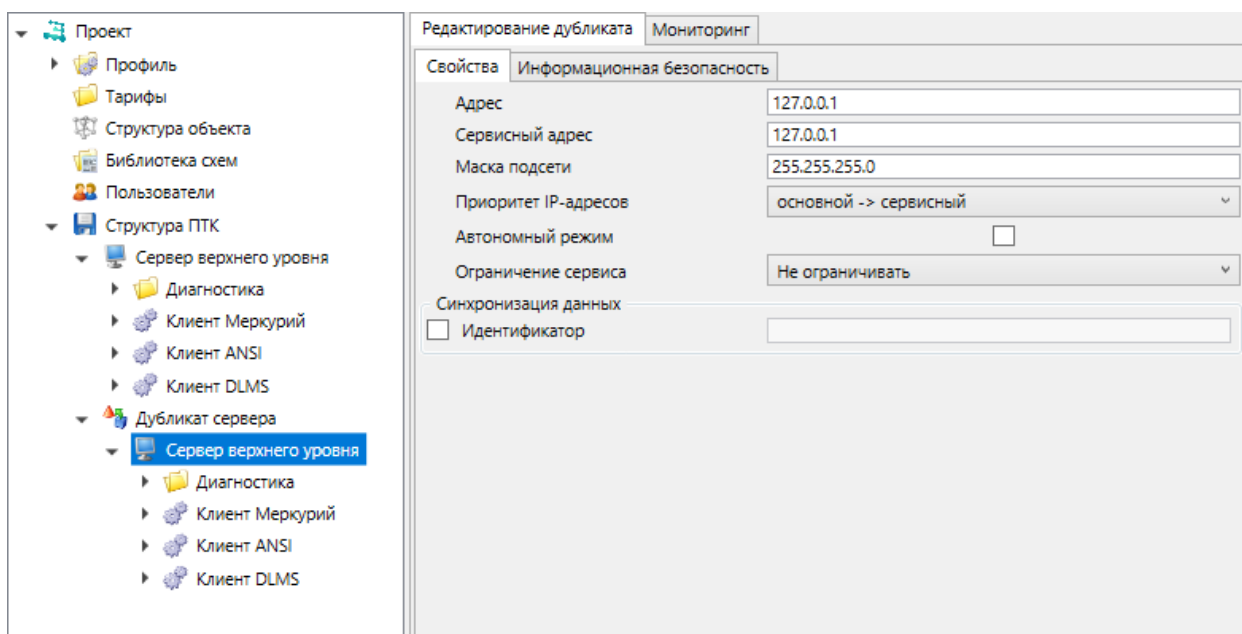 Проект
Профиль
Тарифы
Структура объекта
Библиотека схем
Пользователи
Структура ПТК
Сервер верхнего уровня
Диагностика
Клиент Меркурий
Клиент ANSI
Клиент DLMS
Дубликат сервера
Сервер верхнего уровня
Диагностика
Клиент Меркурий
Клиент ANSI
Клиент DLMS
Редактирование дубликата Мониторинг
Свойства Информационная безопасность
Адрес 127.0.0.1
Сервисный адрес 127.0.0.1
Маска подсети 255.255.255.0
Приоритет IP-адресов основной -> сервисный
Автономный режим
Ограничение сервиса Не ограничивать
Синхронизация данных
Идентификатор